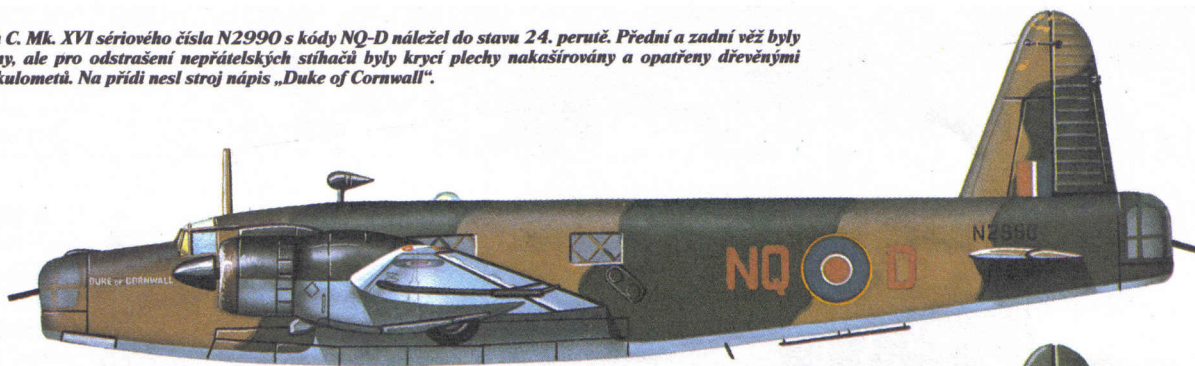 C. Mk. XVI sériového čísla N2990 s kódy NQ-D náležel do stavu 24. perutě. Přední a zadní věž byly
ale pro odstrašení nepřátelských stíhačů byly krycí plechy nakašírovány a opatřeny dřevěnými
kulometů. Na přídi nesl stroj nápis „Duke of Cornwall“.
DUKE OF CORNWALL
NQ D
N2990